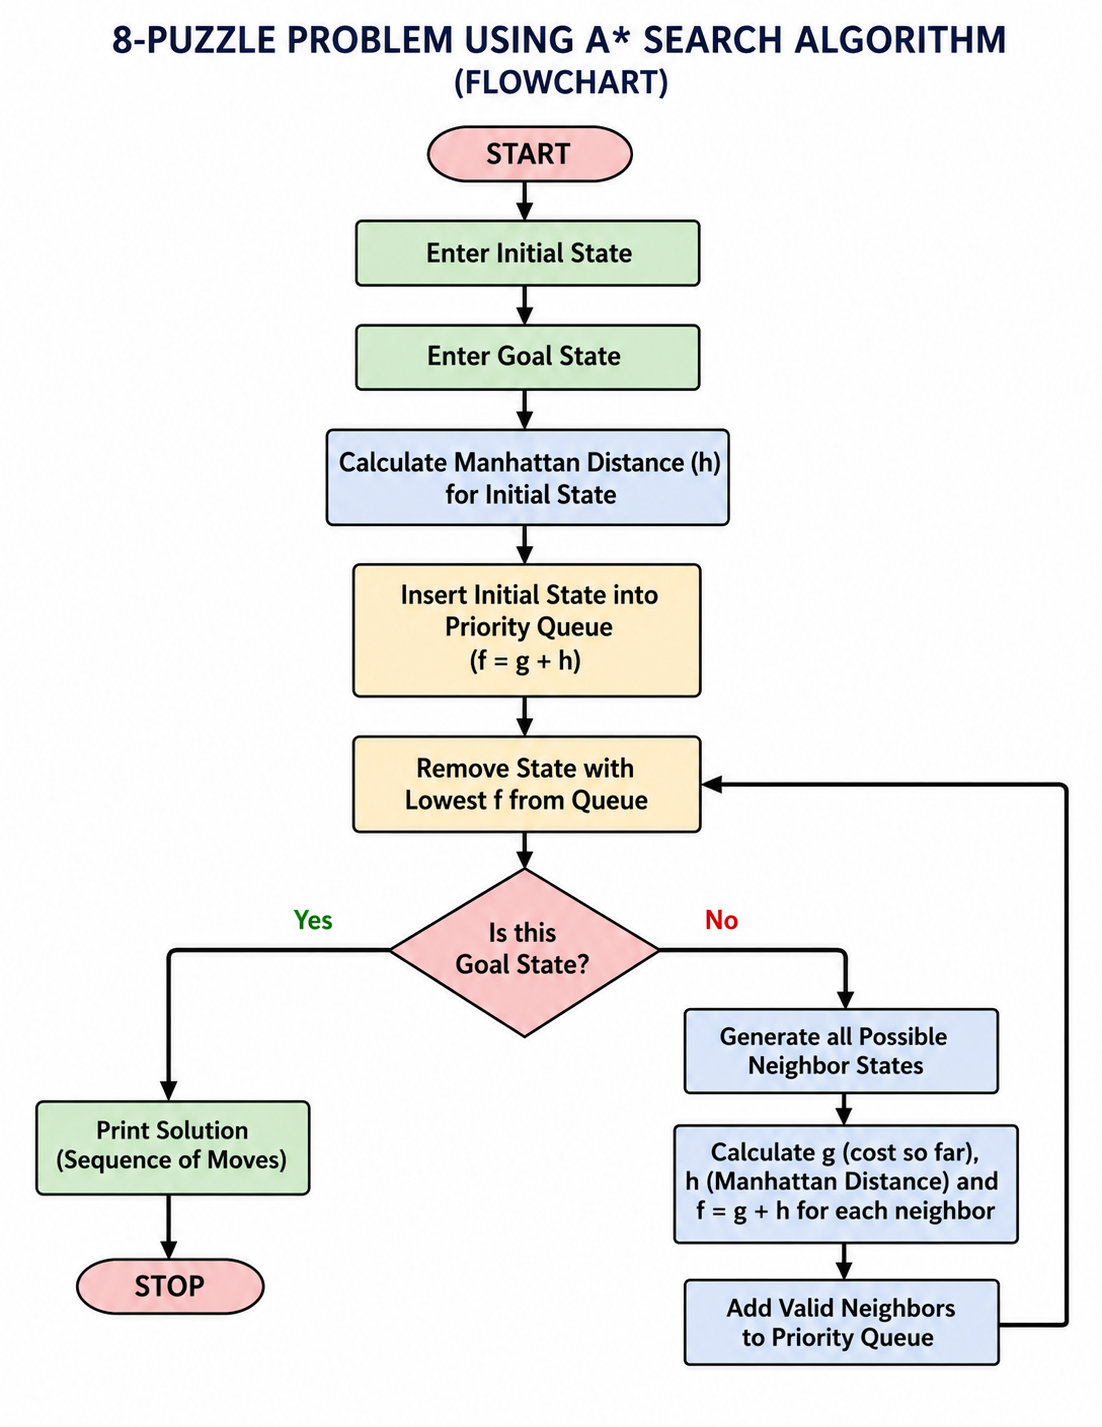 8-PUZZLE PROBLEM USING A* SEARCH ALGORITHM
(FLOWCHART)
START
Enter Initial State
Enter Goal State
Calculate Manhattan Distance (h)
for Initial State
Insert Initial State into
Priority Queue
(f = g + h)
Remove State with
Lowest f from Queue
Is this
Goal State?
Yes
No
Generate all Possible
Neighbor States
Calculate g (cost so far),
h (Manhattan Distance) and
f = g + h for each neighbor
Add Valid Neighbors
to Priority Queue
Print Solution
(Sequence of Moves)
STOP